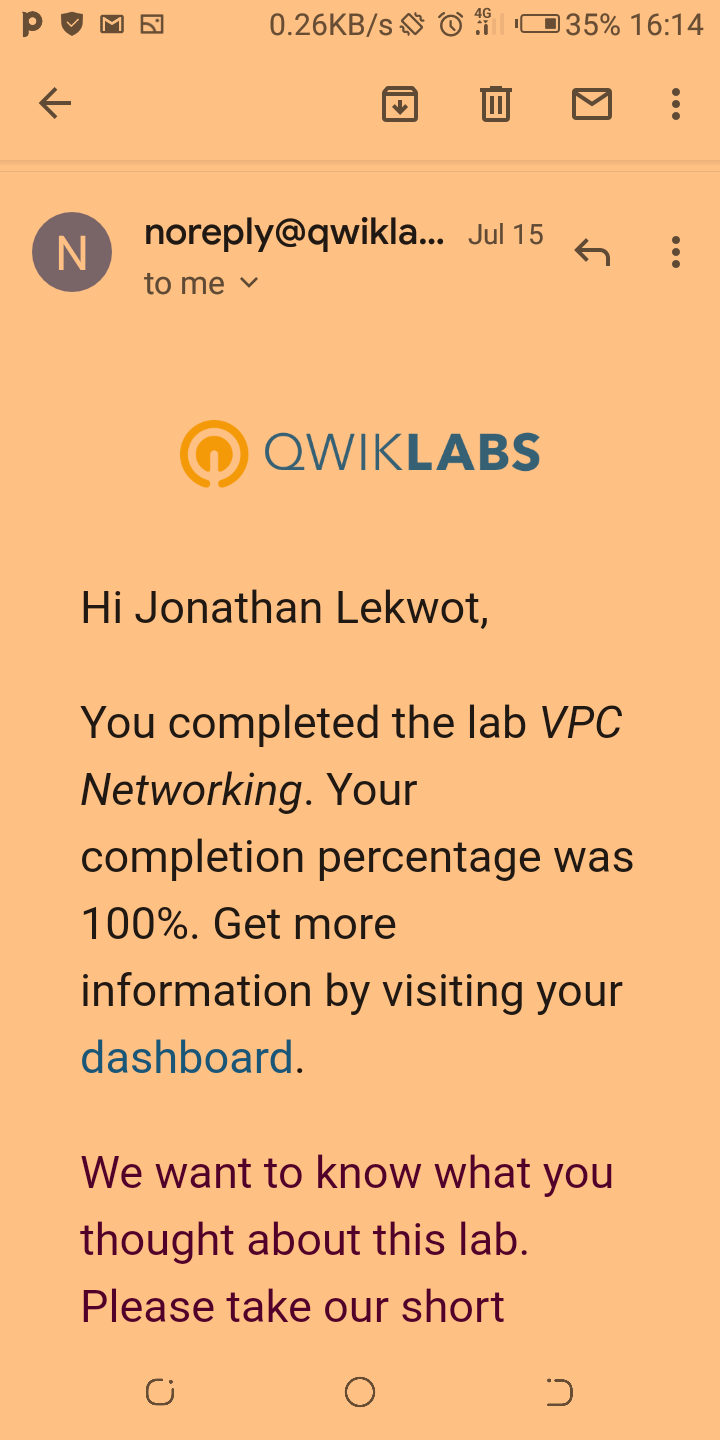 0.26KB/s 4G 35% 16:14
noreply@qwikla... Jul 15
N
to me
QWIKLABS
Hi Jonathan Lekwot,
You completed the lab VPC
Networking. Your
completion percentage was
100%. Get more
information by visiting your
dashboard.
We want to know what you
thought about this lab.
Please take our short